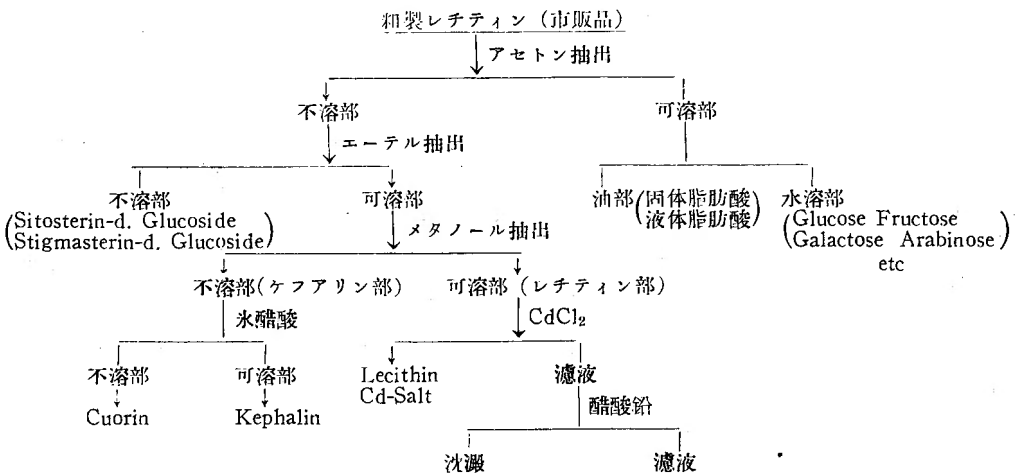 粗製レチティン (市販品)
アセトン抽出
不溶部 可溶部
エーテル抽出
不溶部 可溶部 油部(固体脂肪酸 水溶部
液体脂肪酸)
(Sitosterin-d. Glucoside
Stigmasterin-d. Glucoside)
(Glucose Fructose
Galactose Arabinose)
etc
メタノール抽出
不溶部(ケフアリン部) 可溶部 (レチティン部)
氷醋酸 CdCl₂
不溶部 可溶部 Lecithin 濾液
Cd-Salt
Cuorin Kephalin 醋酸鉛
沈澱 濾液